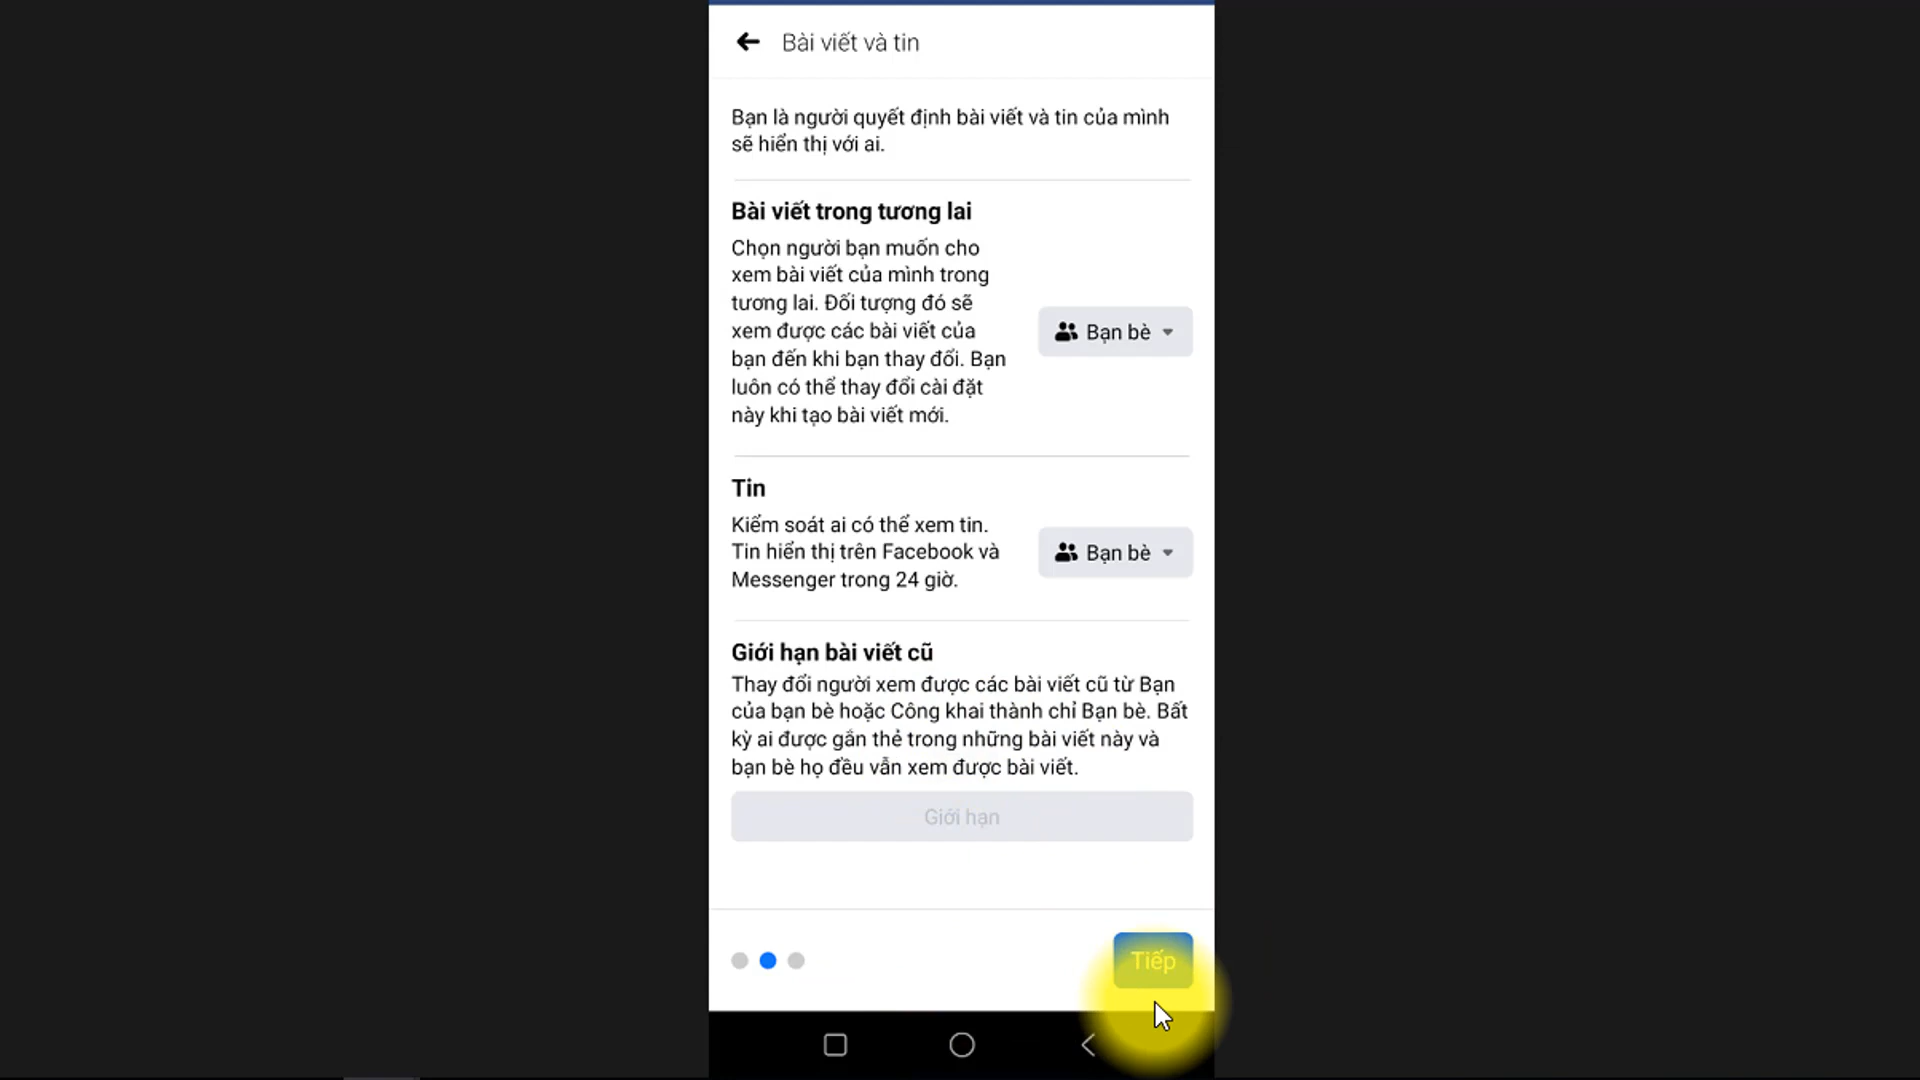 Bài viết và tin
Bạn là người quyết định bài viết và tin của mình
sẽ hiển thị với ai.
Bài viết trong tương lai
Chọn người bạn muốn cho
xem bài viết của mình trong
tương lai. Đối tượng đó sẽ
xem được các bài viết của
bạn đến khi bạn thay đổi. Bạn
luôn có thể thay đổi cài đặt
này khi tạo bài viết mới.
Bạn bè
Tin
Kiểm soát ai có thể xem tin.
Tin hiển thị trên Facebook và
Messenger trong 24 giờ.
Bạn bè
Giới hạn bài viết cũ
Thay đổi người xem được các bài viết cũ từ Bạn
của bạn bè hoặc Công khai thành chỉ Bạn bè. Bất
kỳ ai được gắn thẻ trong những bài viết này và
bạn bè họ đều vẫn xem được bài viết.
Giới hạn
Tiếp